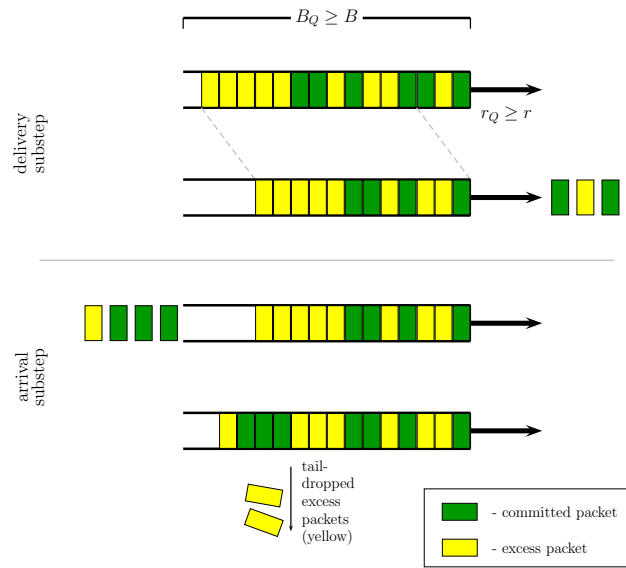 B_Q ≥ B
delivery
substep
r_Q ≥ r
arrival
substep
tail-
dropped
excess
packets
(yellow)
- committed packet
- excess packet